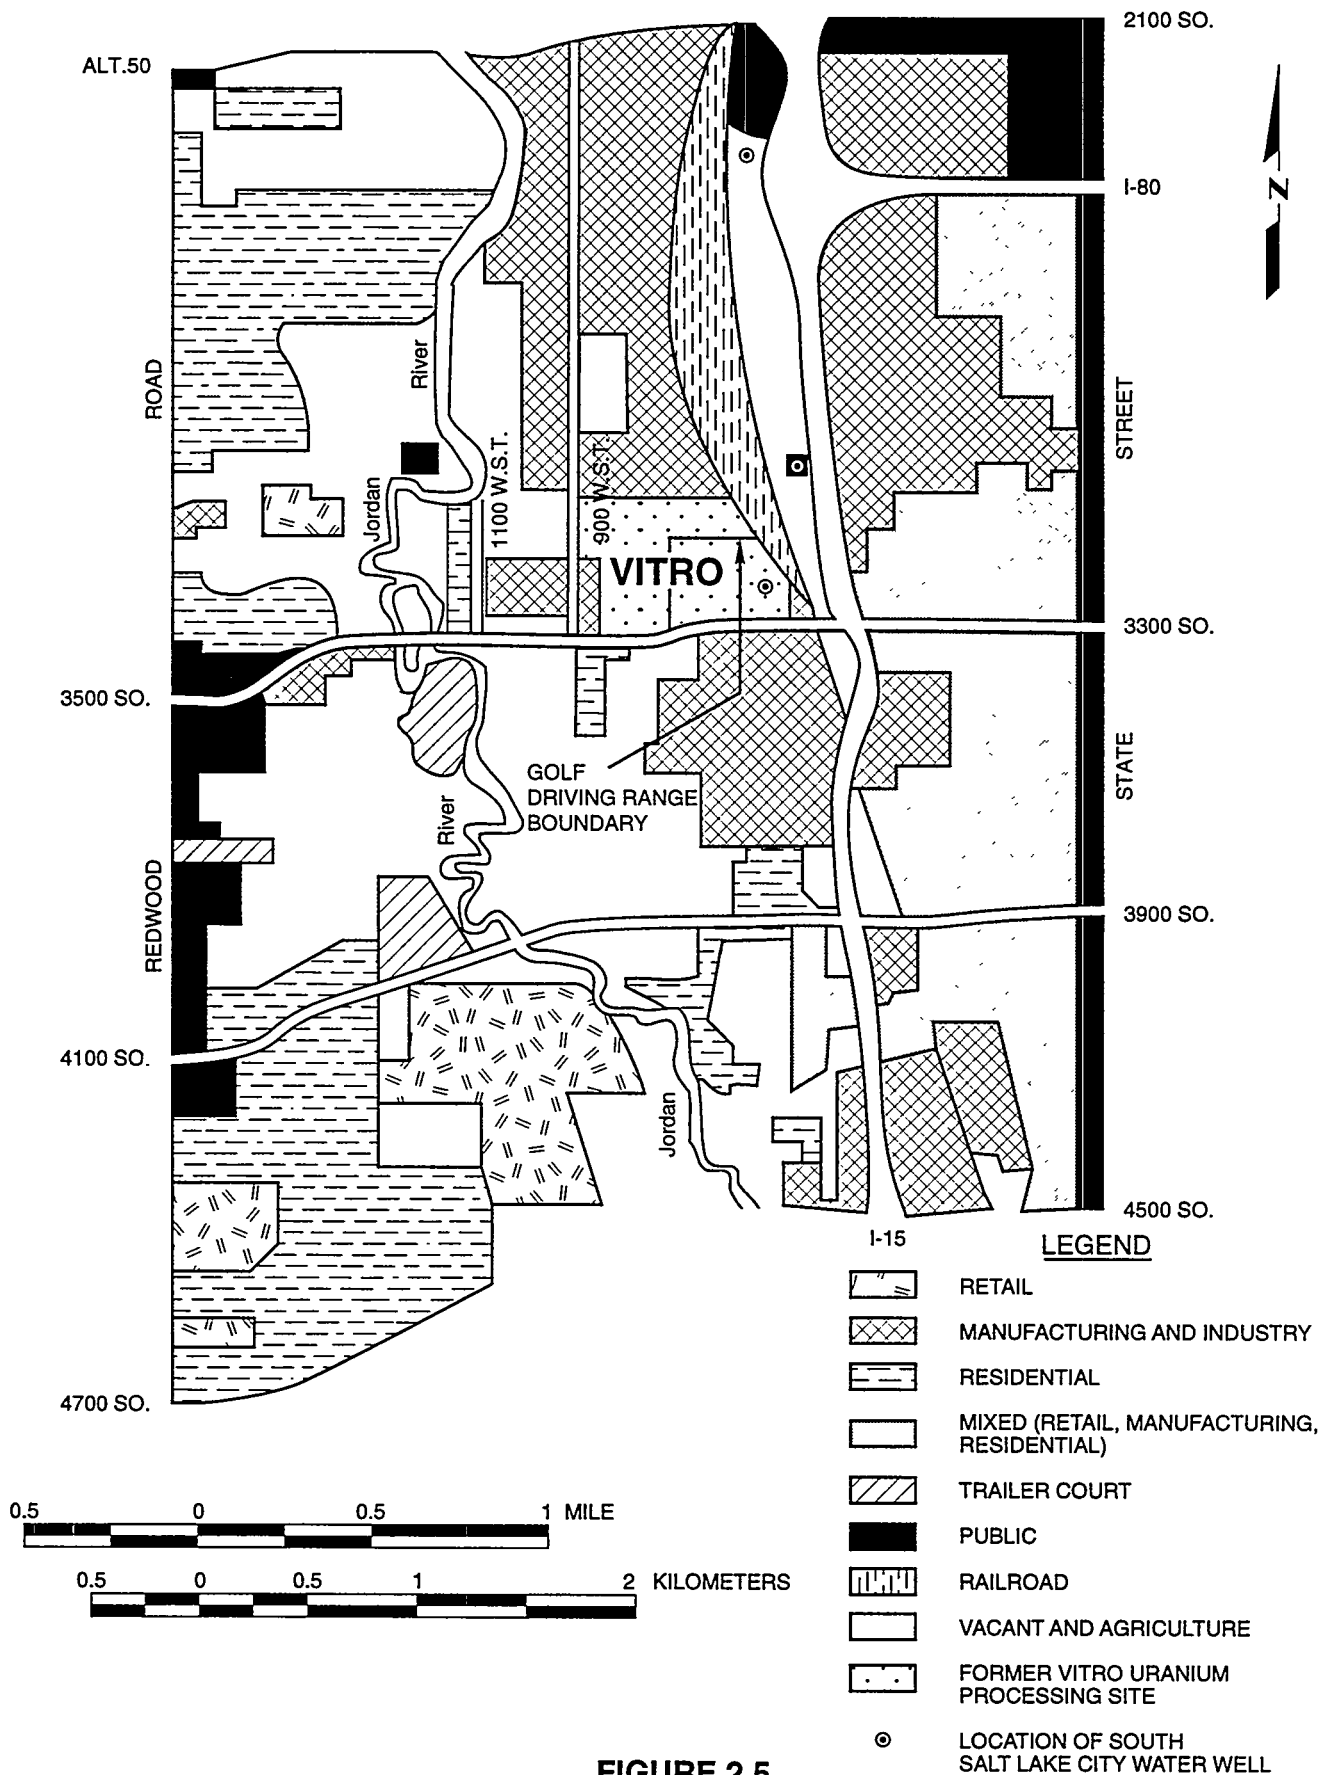 2100 SO.
ALT.50
I-80
N
ROAD
River
STREET
Jordan
1100 W.S.T.
900 W.S.T.
VITRO
3300 SO.
3500 SO.
GOLF
DRIVING RANGE
BOUNDARY
STATE
River
REDWOOD
3900 SO.
4100 SO.
Jordan
4500 SO.
I-15
4700 SO.
LEGEND
RETAIL
MANUFACTURING AND INDUSTRY
RESIDENTIAL
MIXED (RETAIL, MANUFACTURING,
RESIDENTIAL)
TRAILER COURT
PUBLIC
RAILROAD
VACANT AND AGRICULTURE
FORMER VITRO URANIUM
PROCESSING SITE
LOCATION OF SOUTH
SALT LAKE CITY WATER WELL
0.5 0 0.5 1 MILE
0.5 0 0.5 1 2 KILOMETERS
FIGURE 2.5